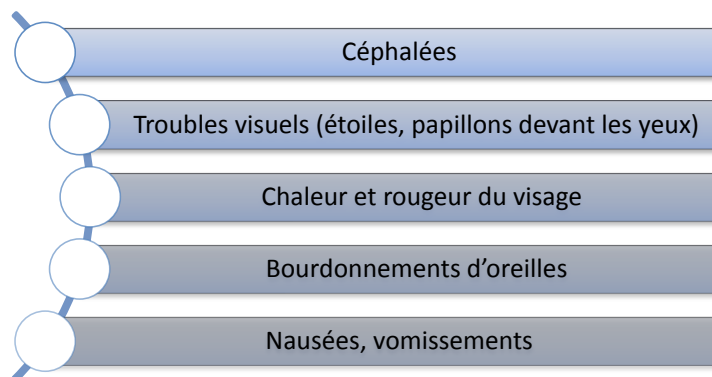 Céphalées
Troubles visuels (étoiles, papillons devant les yeux)
Chaleur et rougeur du visage
Bourdonnements d’oreilles
Nausées, vomissements